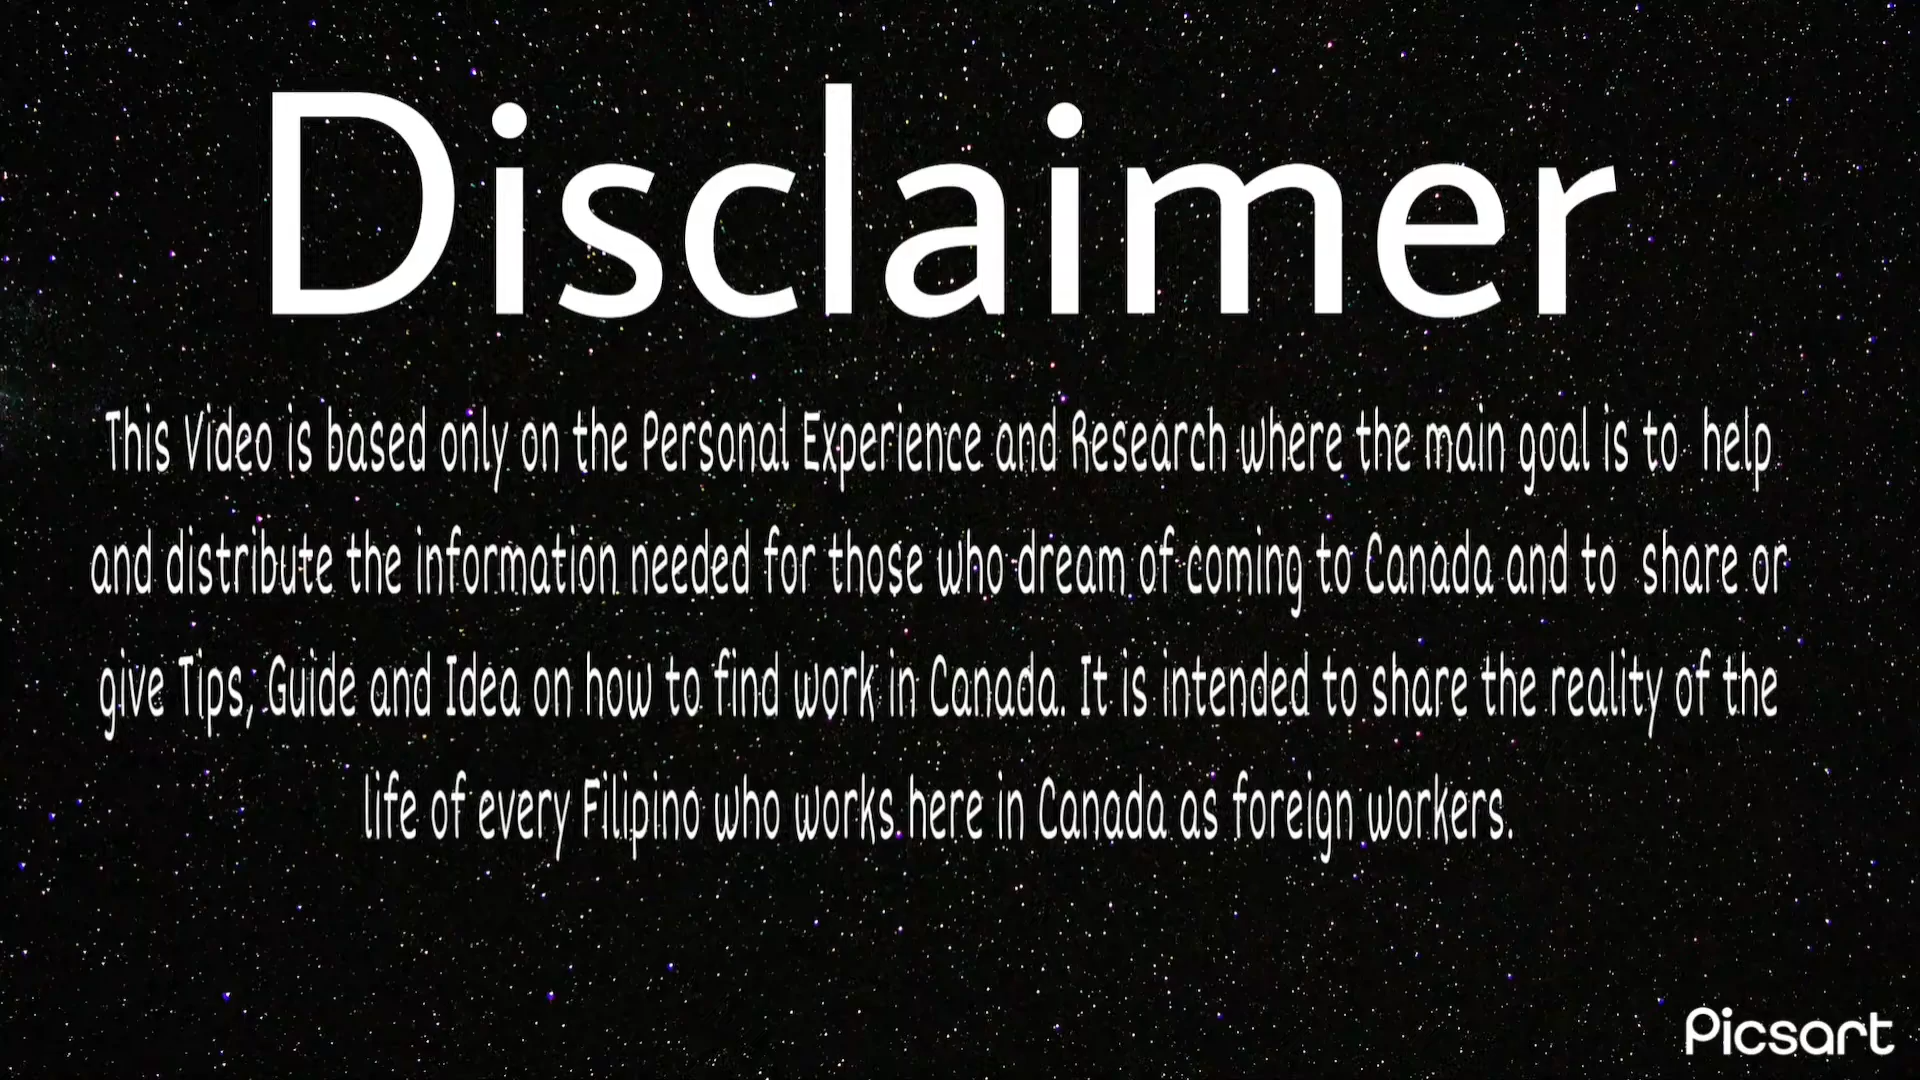 Disclaimer
This Video is based only on the Personal Experience and Research where the main goal is to help
and distribute the information needed for those who dream of coming to Canada and to share or
give Tips, Guide and Idea on how to find work in Canada. It is intended to share the reality of the
life of every Filipino who works here in Canada as foreign workers.
Picsart